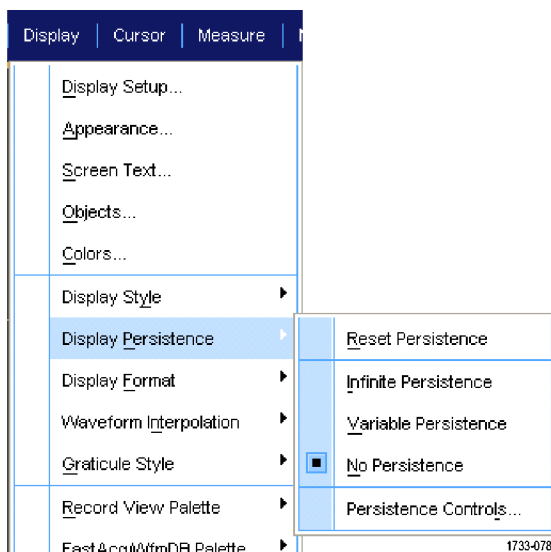 Display | Cursor | Measure |
Display Setup...
Appearance...
Screen Text...
Objects...
Colors...
Display Style
Display Persistence
Reset Persistence
Display Format
Infinite Persistence
Waveform Interpolation
Variable Persistence
Graticule Style
No Persistence
Record View Palette
Persistence Controls...
FastAcq/WfmDB Palette
1733-078